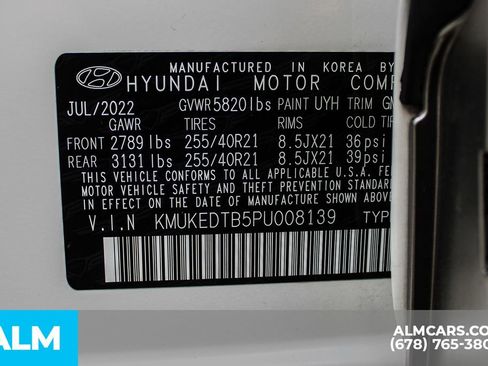 MANUFACTURED IN KOREA B
HYUNDAI MOTOR COMP
JUL/2022 GVWR 5820 lbs PAINT UYH TRIM GN
GAWR TIRES RIMS COLD TI
FRONT 2789 lbs 255/40R21 8.5JX21 36 psi
REAR 3131 lbs 255/40R21 8.5JX21 39 psi
THIS VEHICLE CONFORMS TO ALL APPLICABLE U.S.A. FE
MOTOR VEHICLE SAFETY, BUMPER, AND THEFT PREVENTION STANDAR
IN EFFECT ON THE DATE OF MANUFACTURE SHOWN ABOVE.
V.I.N KMUKEDTB5PU008139 TYP
ALM
ALMCARS.CO
(678) 765-380